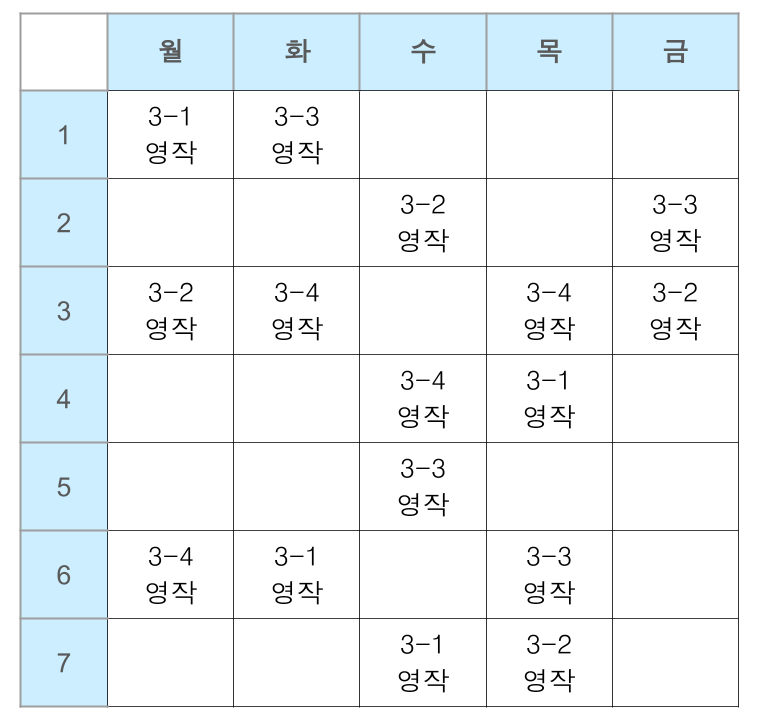 월 화 수 목 금
1 3-1 영작 3-3 영작
2 3-2 영작 3-3 영작
3 3-2 영작 3-4 영작 3-4 영작 3-2 영작
4 3-4 영작 3-1 영작
5 3-3 영작
6 3-4 영작 3-1 영작 3-3 영작
7 3-1 영작 3-2 영작